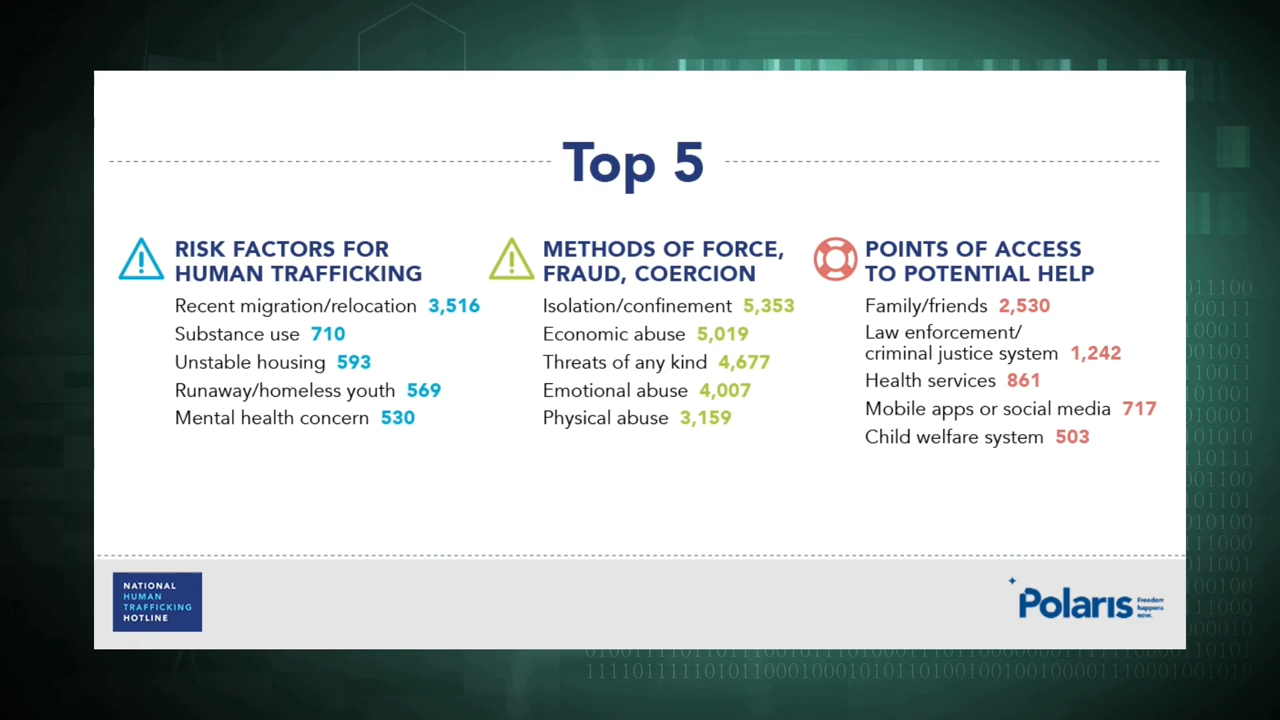 Top 5
RISK FACTORS FOR
HUMAN TRAFFICKING
Recent migration/relocation 3,516
Substance use 710
Unstable housing 593
Runaway/homeless youth 569
Mental health concern 530
METHODS OF FORCE,
FRAUD, COERCION
Isolation/confinement 5,353
Economic abuse 5,019
Threats of any kind 4,677
Emotional abuse 4,007
Physical abuse 3,159
POINTS OF ACCESS
TO POTENTIAL HELP
Family/friends 2,530
Law enforcement/
criminal justice system 1,242
Health services 861
Mobile apps or social media 717
Child welfare system 503
NATIONAL
HUMAN
TRAFFICKING
HOTLINE
Polaris
Freedom
happens
now.